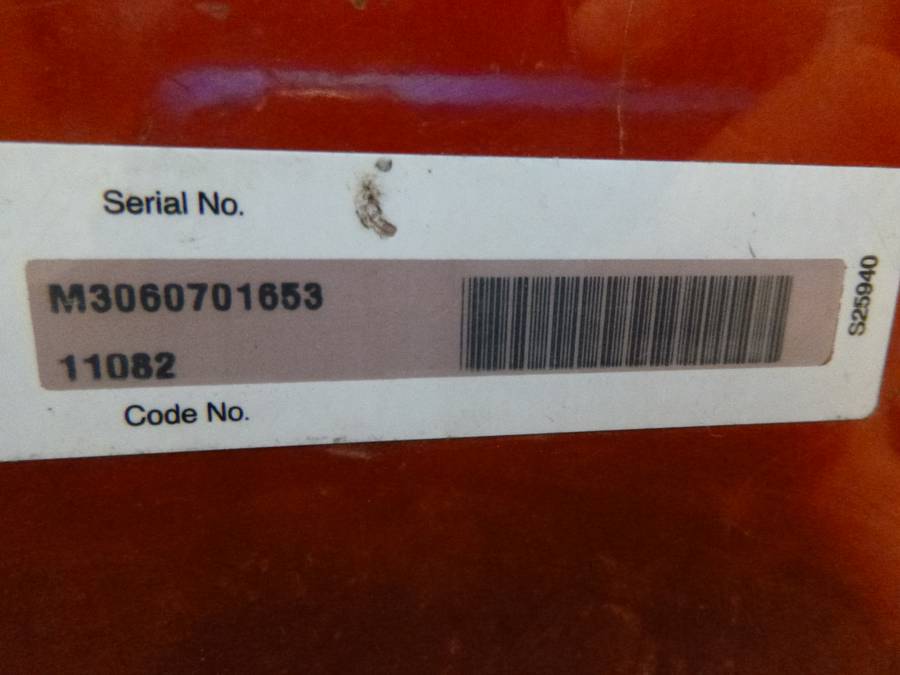 Serial No.
M3060701653
11082
Code No.
S25940